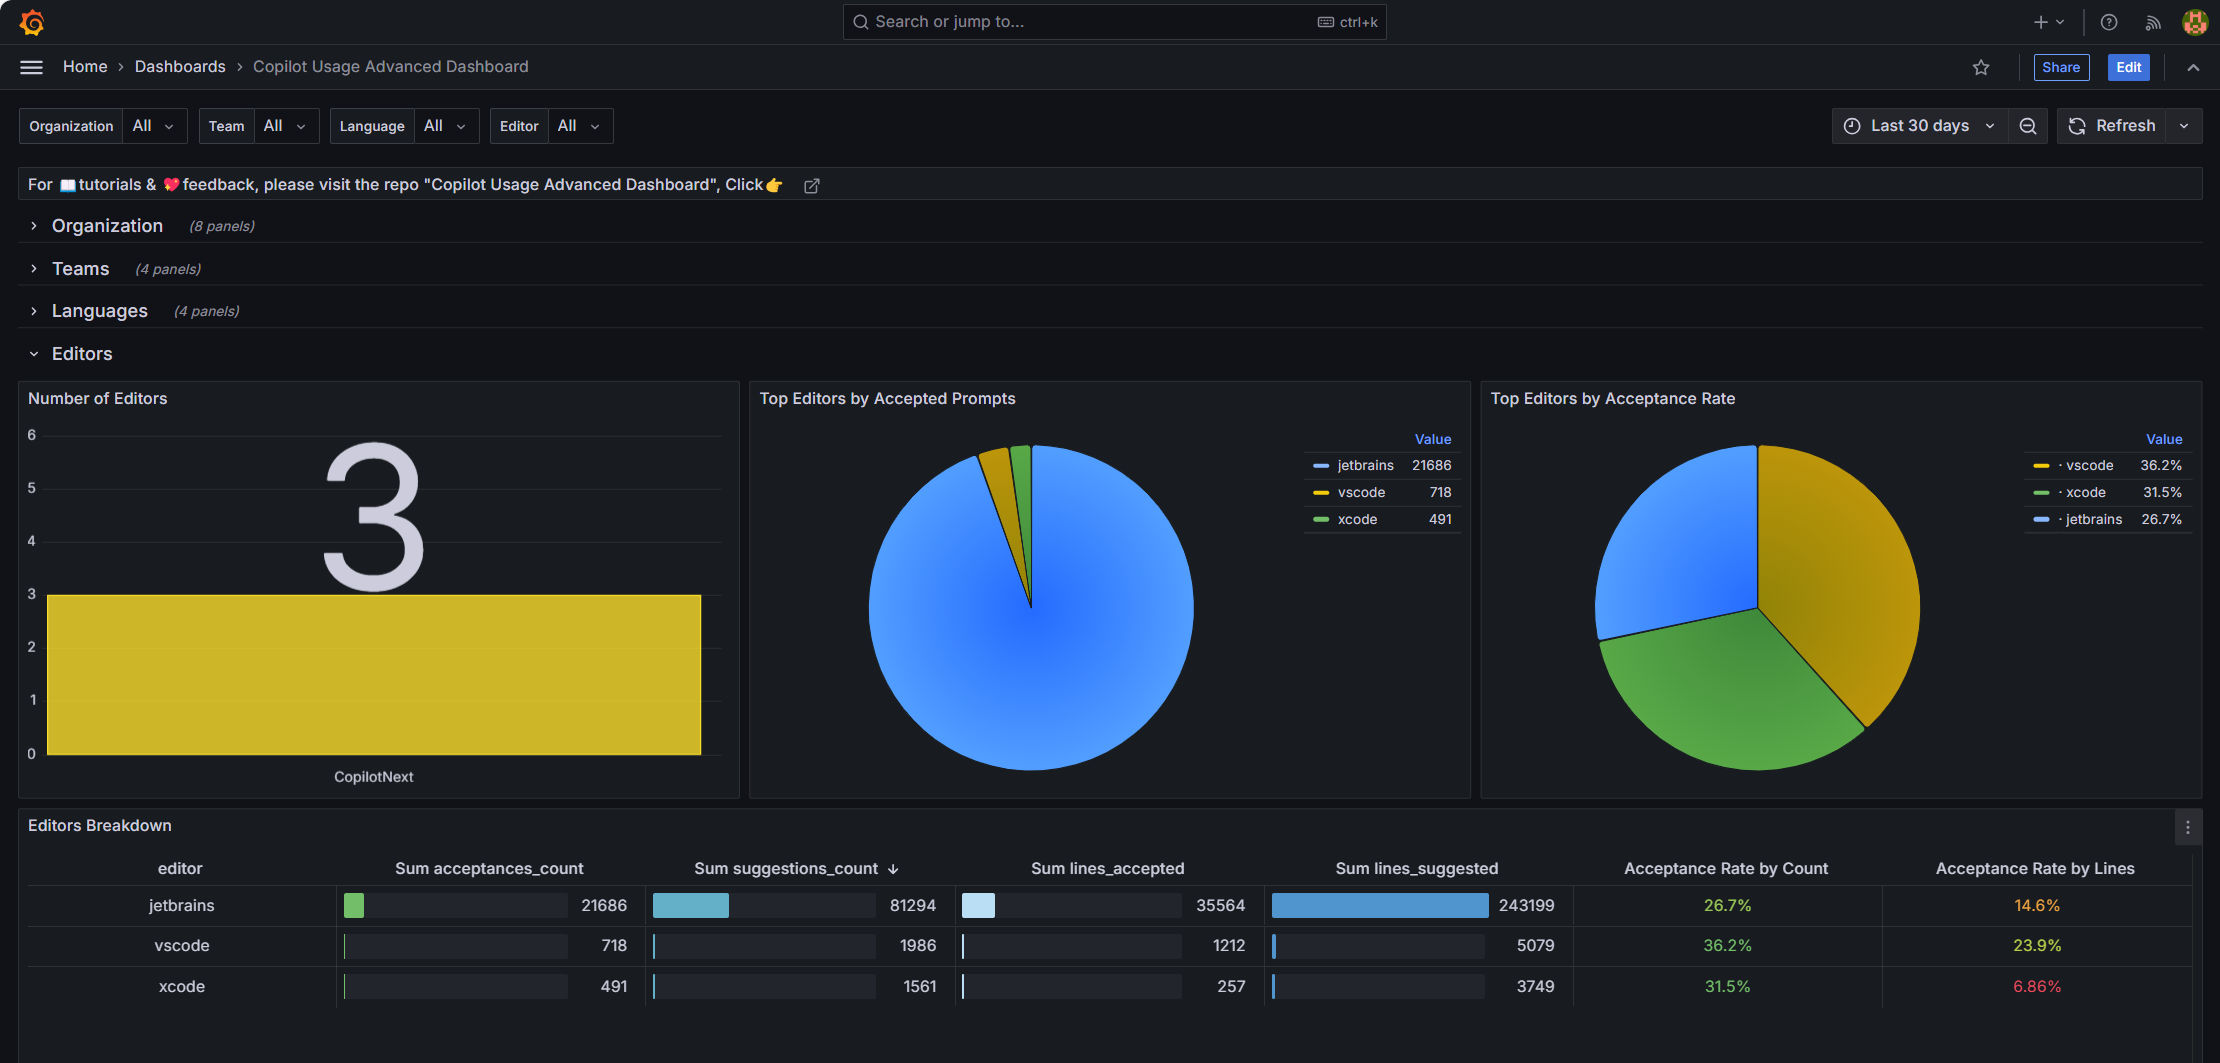 Search or jump to... ctrl+k
Home › Dashboards › Copilot Usage Advanced Dashboard
Share Edit
Organization All Team All Language All Editor All
Last 30 days Refresh
For 📖tutorials & 💖feedback, please visit the repo "Copilot Usage Advanced Dashboard", Click👉
Organization (8 panels)
Teams (4 panels)
Languages (4 panels)
Editors
Number of Editors
6
5
4
3
2
1
0
3
CopilotNext
Top Editors by Accepted Prompts
Value
jetbrains 21686
vscode 718
xcode 491
Top Editors by Acceptance Rate
Value
· vscode 36.2%
· xcode 31.5%
· jetbrains 26.7%
Editors Breakdown
editor Sum acceptances_count Sum suggestions_count ↓ Sum lines_accepted Sum lines_suggested Acceptance Rate by Count Acceptance Rate by Lines
jetbrains 21686 81294 35564 243199 26.7% 14.6%
vscode 718 1986 1212 5079 36.2% 23.9%
xcode 491 1561 257 3749 31.5% 6.86%